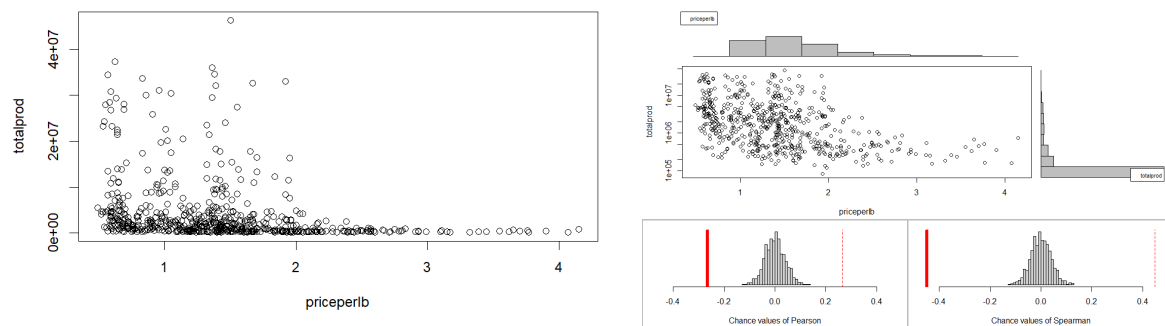 totalprod
0e+00
2e+07
4e+07
1 2 3 4
priceperlb
priceperlb
totalprod
1e+05
1e+06
1e+07
1 2 3 4
priceperlb
totalprod
-0.4 -0.2 0.0 0.2 0.4
Chance values of Pearson
-0.4 -0.2 0.0 0.2 0.4
Chance values of Spearman